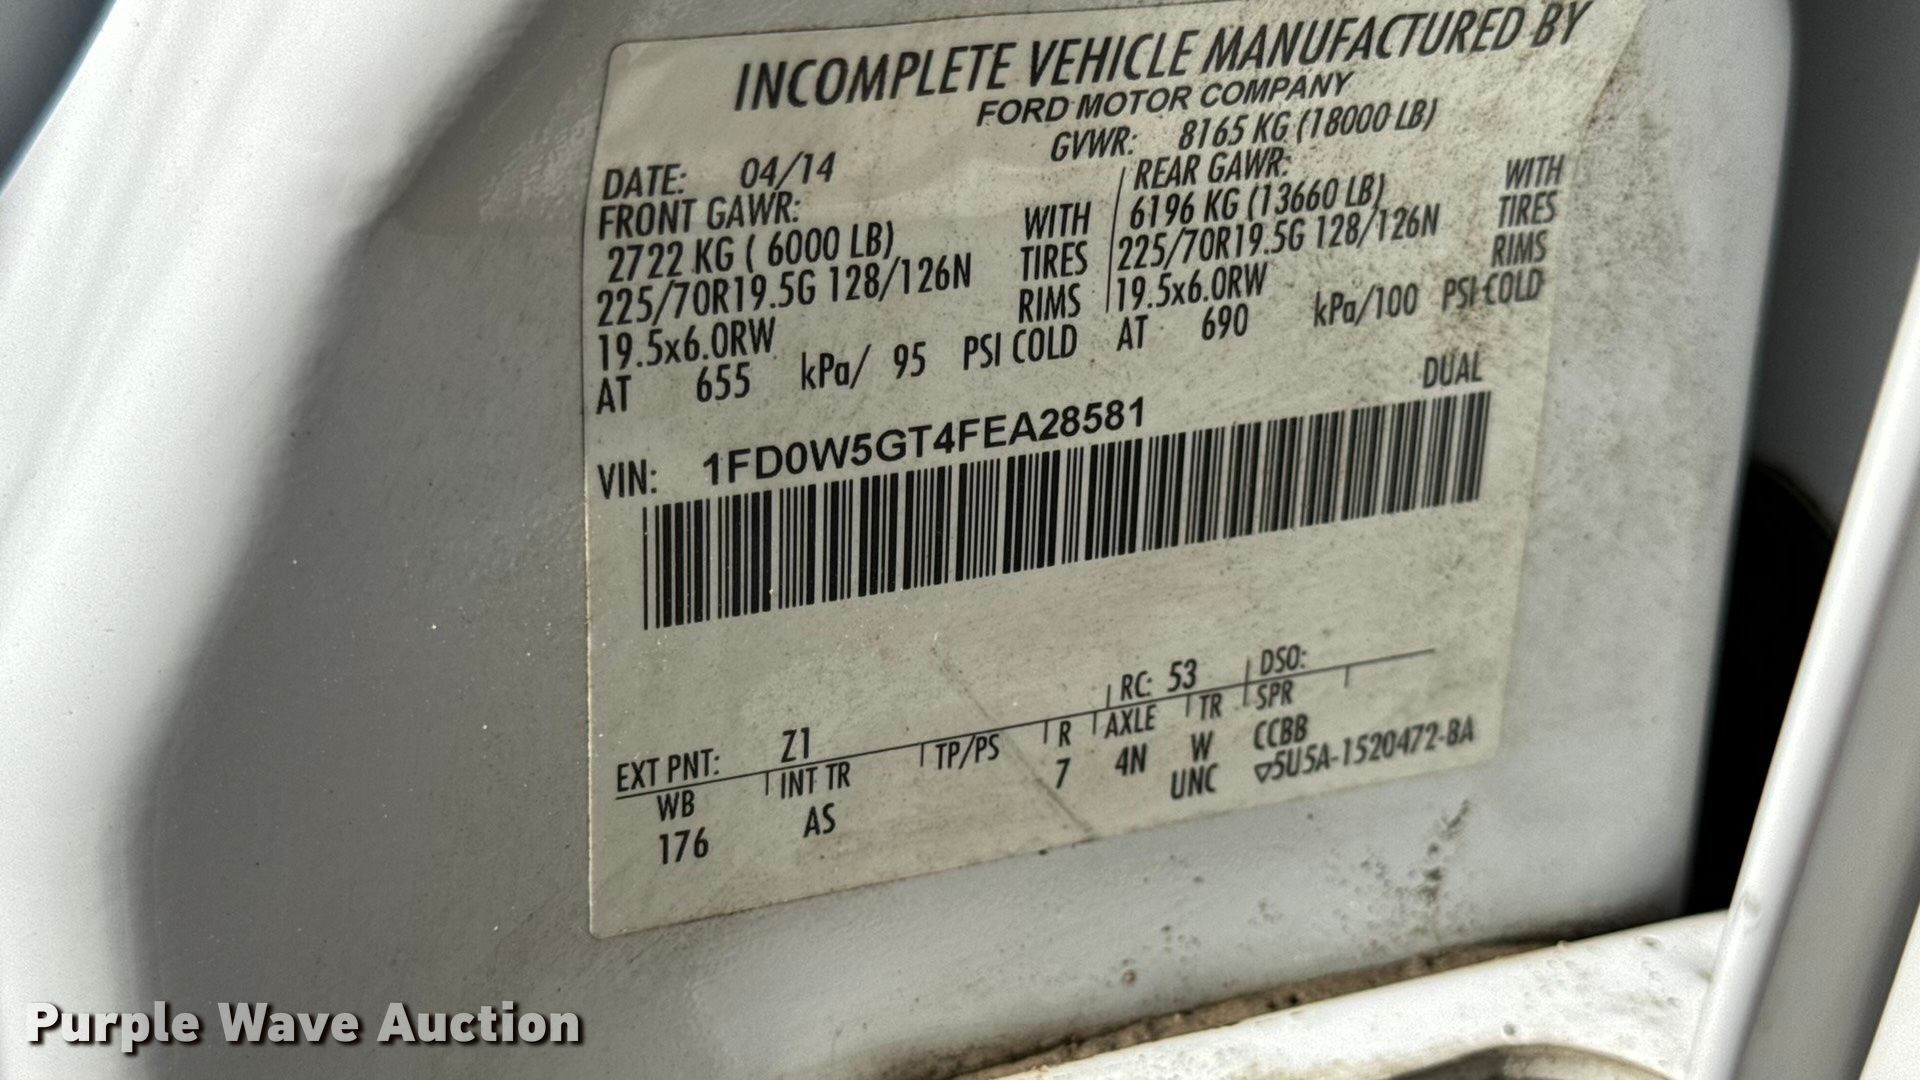 INCOMPLETE VEHICLE MANUFACTURED BY
FORD MOTOR COMPANY
DATE: 04/14 GVWR: 8165 KG (18000 LB)
FRONT GAWR: REAR GAWR:
2722 KG ( 6000 LB) WITH 6196 KG (13660 LB) WITH
225/70R19.5G 128/126N TIRES 225/70R19.5G 128/126N TIRES
19.5x6.0RW RIMS 19.5x6.0RW RIMS
AT 655 kPa/ 95 PSI COLD AT 690 kPa/100 PSI COLD
DUAL
VIN: 1FD0W5GT4FEA28581
EXT PNT: Z1 RC: 53 DSO:
WB INT TR TP/PS R AXLE TR SPR
176 AS 7 4N W CCBB
UNC ▽5U5A-1520472-BA
Purple Wave Auction